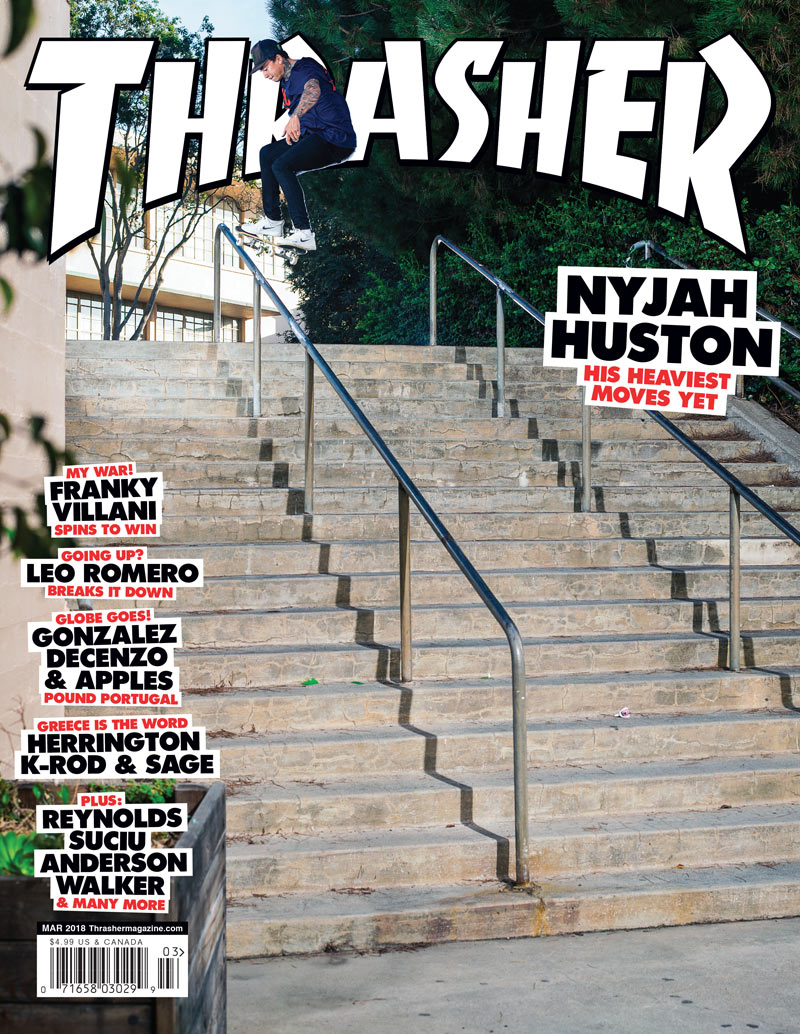 THRASHER
NYJAH
HUSTON
HIS HEAVIEST
MOVES YET
MY WAR!
FRANKY
VILLANI
SPINS TO WIN
GOING UP?
LEO ROMERO
BREAKS IT DOWN
GLOBE GOES!
GONZALEZ
DECENZO
& APPLES
POUND PORTUGAL
GREECE IS THE WORD
HERRINGTON
K-ROD & SAGE
PLUS:
REYNOLDS
SUCIU
ANDERSON
WALKER
& MANY MORE
MAR 2018 Thrashermagazine.com
$4.99 US & CANADA
03>
0 71658 03029 9